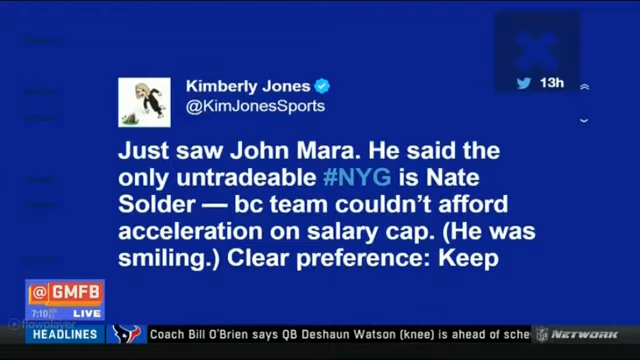 Kimberly Jones
@KimJonesSports
13h
Just saw John Mara. He said the
only untradeable #NYG is Nate
Solder — bc team couldn't afford
acceleration on salary cap. (He was
smiling.) Clear preference: Keep
@ GMFB
7:10
LIVE
flowplayer
HEADLINES
Coach Bill O'Brien says QB Deshaun Watson (knee) is ahead of sche
NFL NETWORK